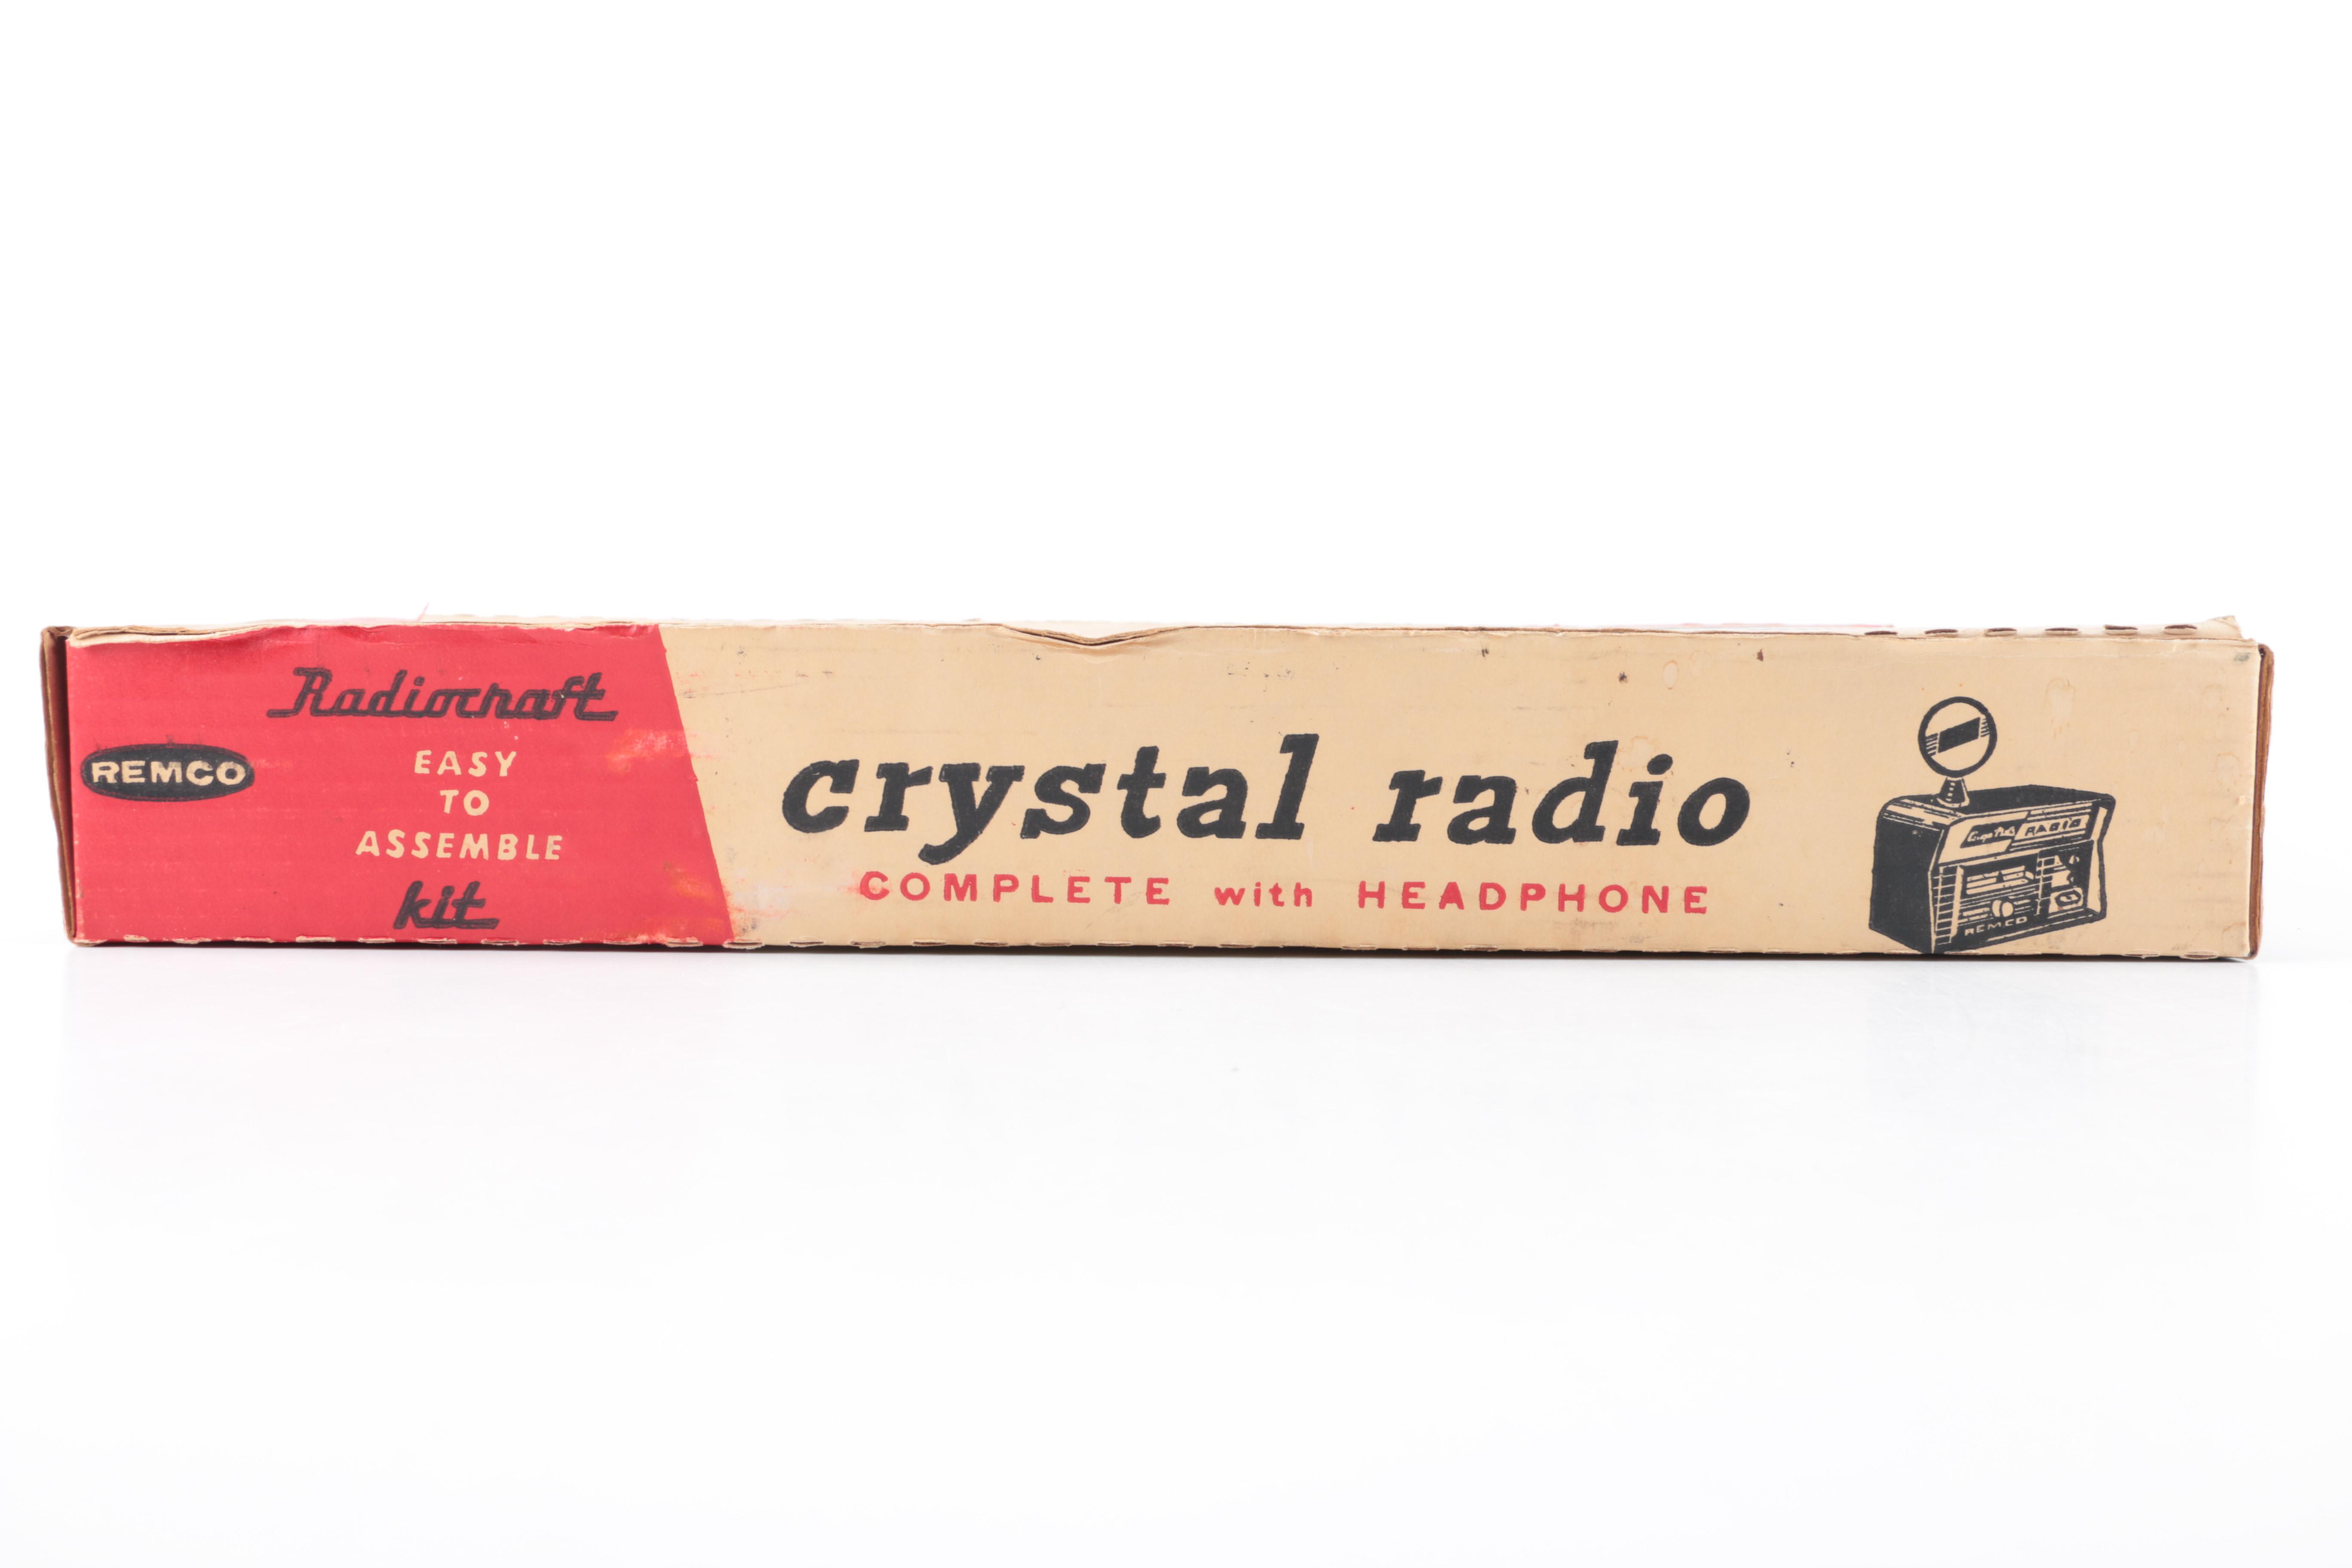 REMCO
Radiocraft
EASY
TO
ASSEMBLE
kit
crystal radio
COMPLETE with HEADPHONE
RADIO
REMCO